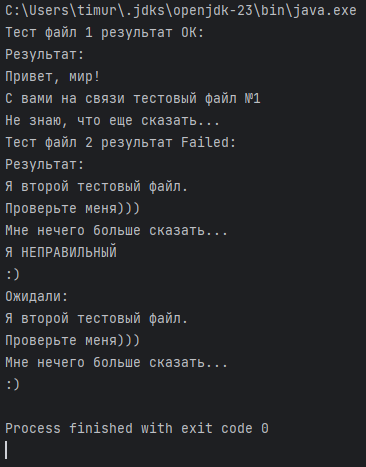 C:\Users\timur\.jdks\openjdk-23\bin\java.exe
Тест файл 1 результат OK:
Результат:
Привет, мир!
С вами на связи тестовый файл №1
Не знаю, что еще сказать...
Тест файл 2 результат Failed:
Результат:
Я второй тестовый файл.
Проверьте меня)))
Мне нечего больше сказать...
Я НЕПРАВИЛЬНЫЙ
:)
Ожидали:
Я второй тестовый файл.
Проверьте меня)))
Мне нечего больше сказать...
:)
Process finished with exit code 0